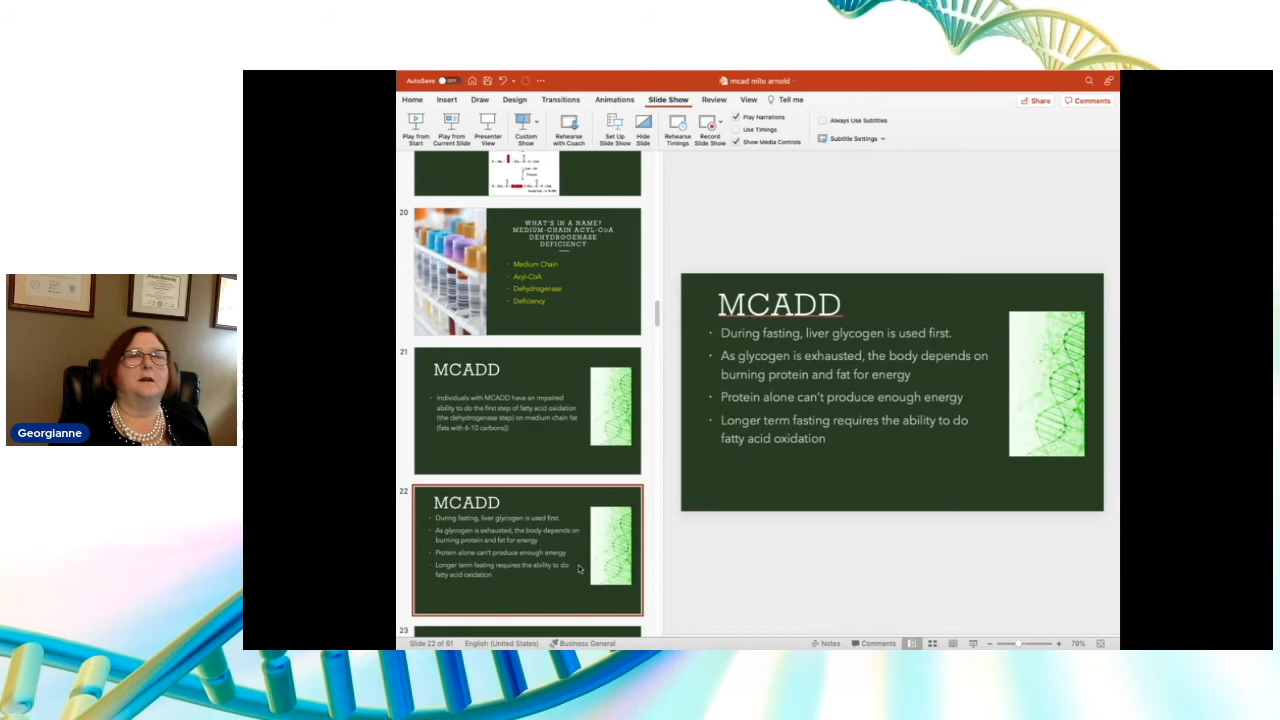 AutoSave OFF
mcad mito arnold
Home Insert Draw Design Transitions Animations Slide Show Review View Tell me
Share Comments
Play from Start
Play from Current Slide
Presenter View
Custom Show
Rehearse with Coach
Set Up Slide Show
Hide Slide
Rehearse Timings
Record Slide Show
Play Narrations
Use Timings
Show Media Controls
Always Use Subtitles
Subtitle Settings
20
WHAT'S IN A NAME?
MEDIUM-CHAIN ACYL-CoA
DEHYDROGENASE
DEFICIENCY
· Medium Chain
· Acyl-CoA
· Dehydrogenase
· Deficiency
21
MCADD
· Individuals with MCADD have an impaired
ability to do the first step of fatty acid oxidation
(the dehydrogenase step) on medium chain fat
(fats with 6-10 carbons))
22
MCADD
· During fasting, liver glycogen is used first.
· As glycogen is exhausted, the body depends on
burning protein and fat for energy
· Protein alone can't produce enough energy
· Longer term fasting requires the ability to do
fatty acid oxidation
23
MCADD
· During fasting, liver glycogen is used first.
· As glycogen is exhausted, the body depends on
burning protein and fat for energy
· Protein alone can't produce enough energy
· Longer term fasting requires the ability to do
fatty acid oxidation
Georgianne
Slide 22 of 61 English (United States) Business General
Notes Comments 79%